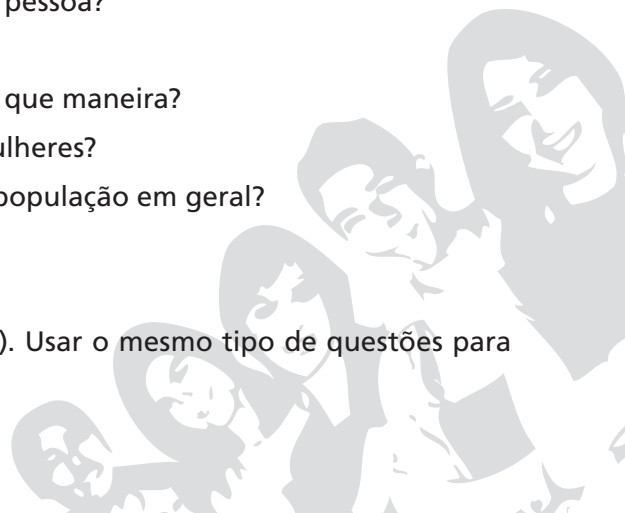 pessoa?
que maneira?
ulheres?
população em geral?
). Usar o mesmo tipo de questões para